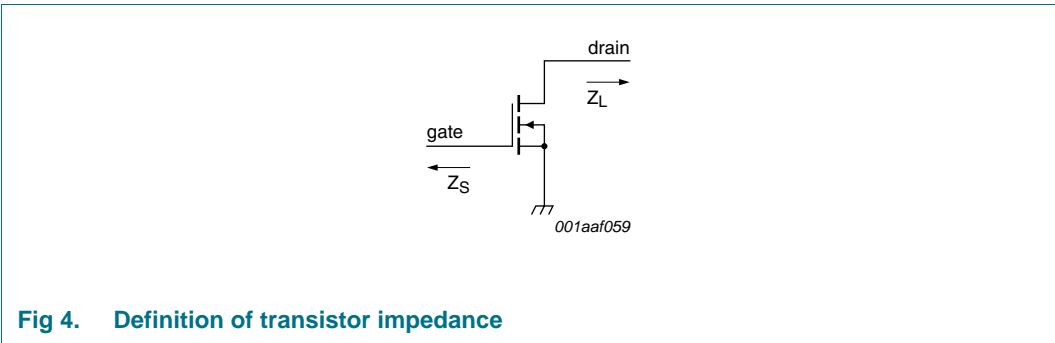 drain
Z_L
gate
Z_S
001aaf059
Fig 4. Definition of transistor impedance